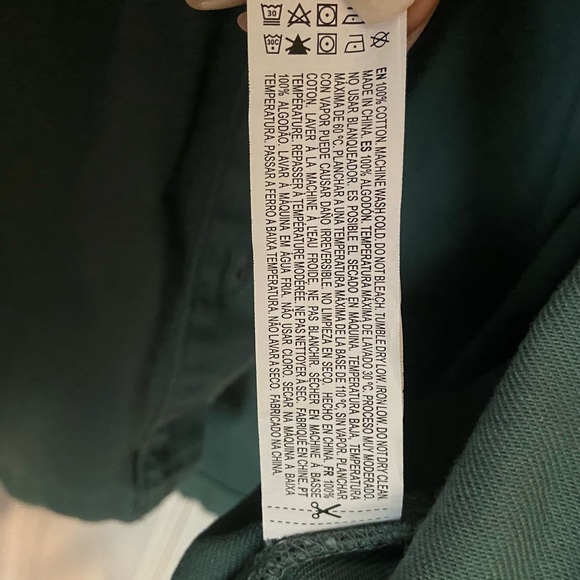 30
30C
EN 100% COTTON. MACHINE WASH COLD. DO NOT BLEACH. TUMBLE DRY LOW. IRON LOW. DO NOT DRY CLEAN.
MADE IN CHINA. ES 100% ALGODÓN. TEMPERATURA MÁXIMA DE LAVADO 30 ºC. PROCESO MUY MODERADO.
NO USAR BLANQUEADOR. ES POSIBLE EL SECADO EN MÁQUINA. TEMPERATURA BAJA, TEMPERATURA
MÁXIMA DE 60 ºC. PLANCHAR A UNA TEMPERATURA MÁXIMA DE LA BASE DE 110 ºC, SIN VAPOR. PLANCHAR
CON VAPOR PUEDE CAUSAR DAÑO IRREVERSIBLE. NO LIMPIEZA EN SECO. HECHO EN CHINA. FR 100%
COTON. LAVER À LA MACHINE À L'EAU FROIDE. NE PAS BLANCHIR. SÉCHER EN MACHINE À BASSE
TEMPÉRATURE. REPASSER À TEMPÉRATURE MODÉRÉE. NE PAS NETTOYER À SEC. FABRIQUÉ EN CHINE. PT
100% ALGODÃO. LAVAR À MÁQUINA EM ÁGUA FRIA. NÃO USAR CLORO. SECAR NA MÁQUINA À BAIXA
TEMPERATURA. PASSAR A FERRO À BAIXA TEMPERATURA. NÃO LAVAR A SECO. FABRICADO NA CHINA.